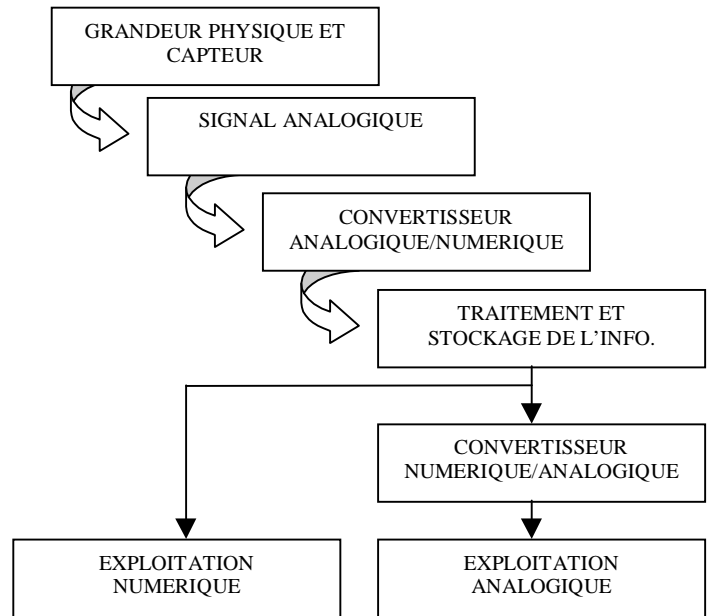 GRANDEUR PHYSIQUE ET
CAPTEUR
SIGNAL ANALOGIQUE
CONVERTISSEUR
ANALOGIQUE/NUMERIQUE
TRAITEMENT ET
STOCKAGE DE L’INFO.
CONVERTISSEUR
NUMERIQUE/ANALOGIQUE
EXPLOITATION
NUMERIQUE
EXPLOITATION
ANALOGIQUE